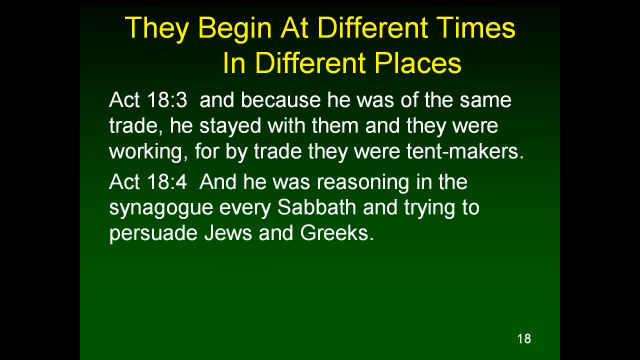 They Begin At Different Times
In Different Places
Act 18:3  and because he was of the same
trade, he stayed with them and they were
working, for by trade they were tent-makers.
Act 18:4  And he was reasoning in the
synagogue every Sabbath and trying to
persuade Jews and Greeks.
18